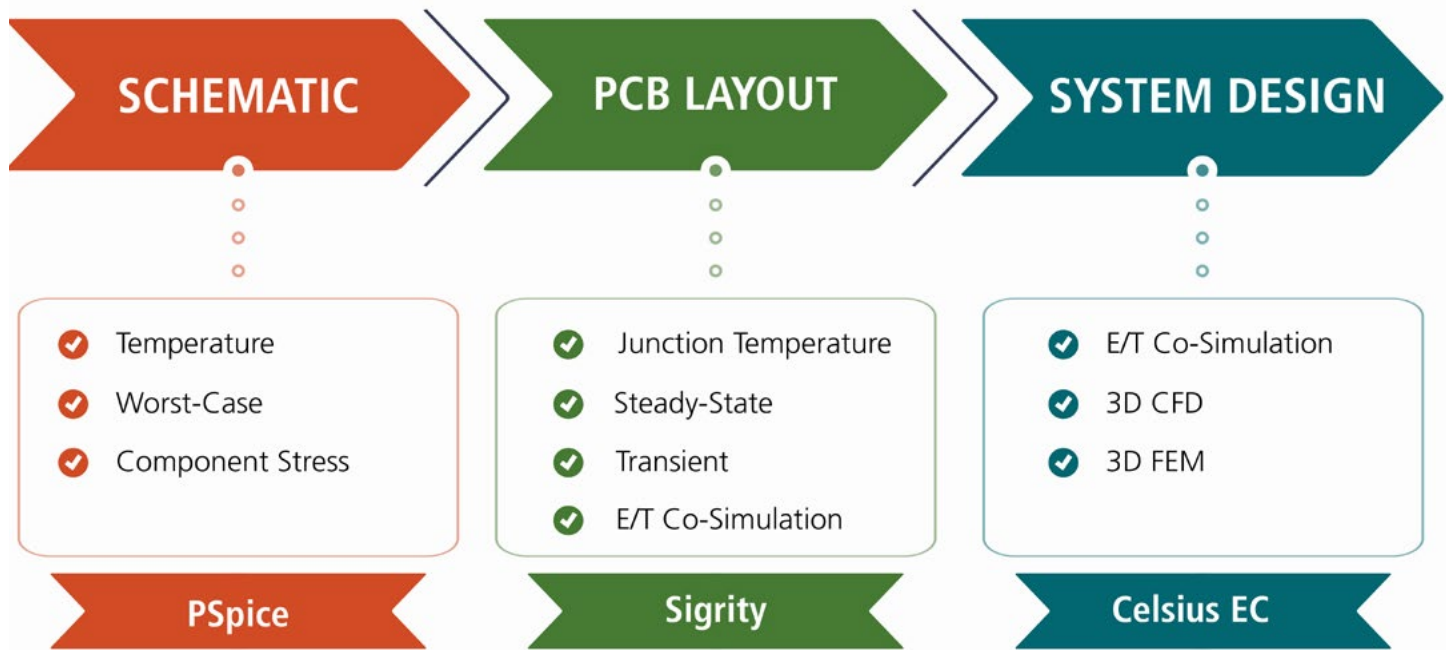 SCHEMATIC
Temperature
Worst-Case
Component Stress
PSpice
PCB LAYOUT
Junction Temperature
Steady-State
Transient
E/T Co-Simulation
Sigrity
SYSTEM DESIGN
E/T Co-Simulation
3D CFD
3D FEM
Celsius EC